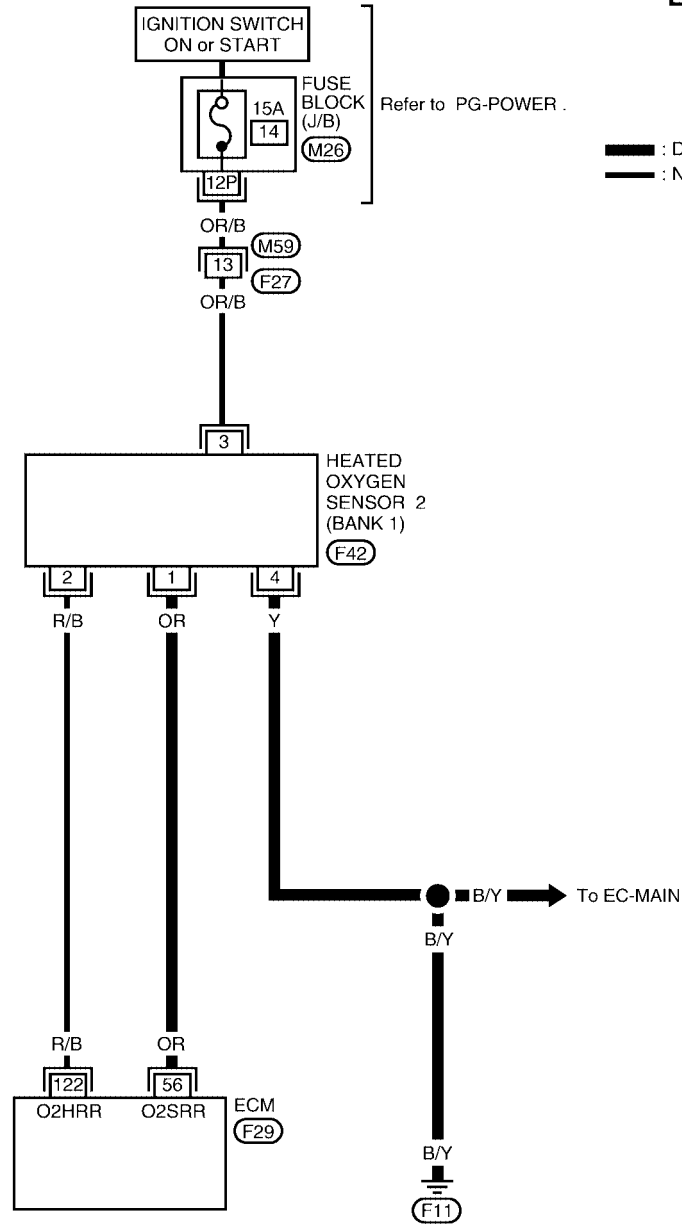 IGNITION SWITCH
ON or START
FUSE
BLOCK
(J/B)
M26
15A
14
Refer to PG-POWER .
: D
: N
12P
OR/B
M59
13
F27
OR/B
3
HEATED
OXYGEN
SENSOR 2
(BANK 1)
F42
2
1
4
R/B
OR
Y
B/Y
To EC-MAIN
B/Y
R/B
OR
122
56
O2HRR
O2SRR
ECM
F29
B/Y
F11